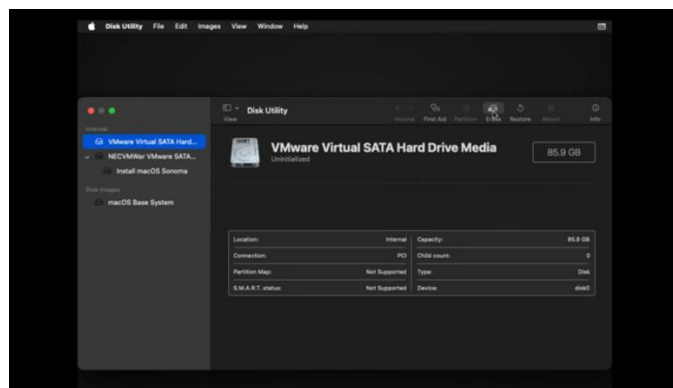 Disk Utility File Edit Images View Window Help
Disk Utility
View Volume First Aid Partition Erase Restore Mount Info
Internal
VMware Virtual SATA Hard...
NECVMWar VMware SATA...
Install macOS Sonoma
Disk Images
macOS Base System
VMware Virtual SATA Hard Drive Media
Uninitialized
85.9 GB
Location: Internal Capacity: 85.9 GB
Connection: PCI Child count: 0
Partition Map: Not Supported Type: Disk
S.M.A.R.T. status: Not Supported Device: disk0